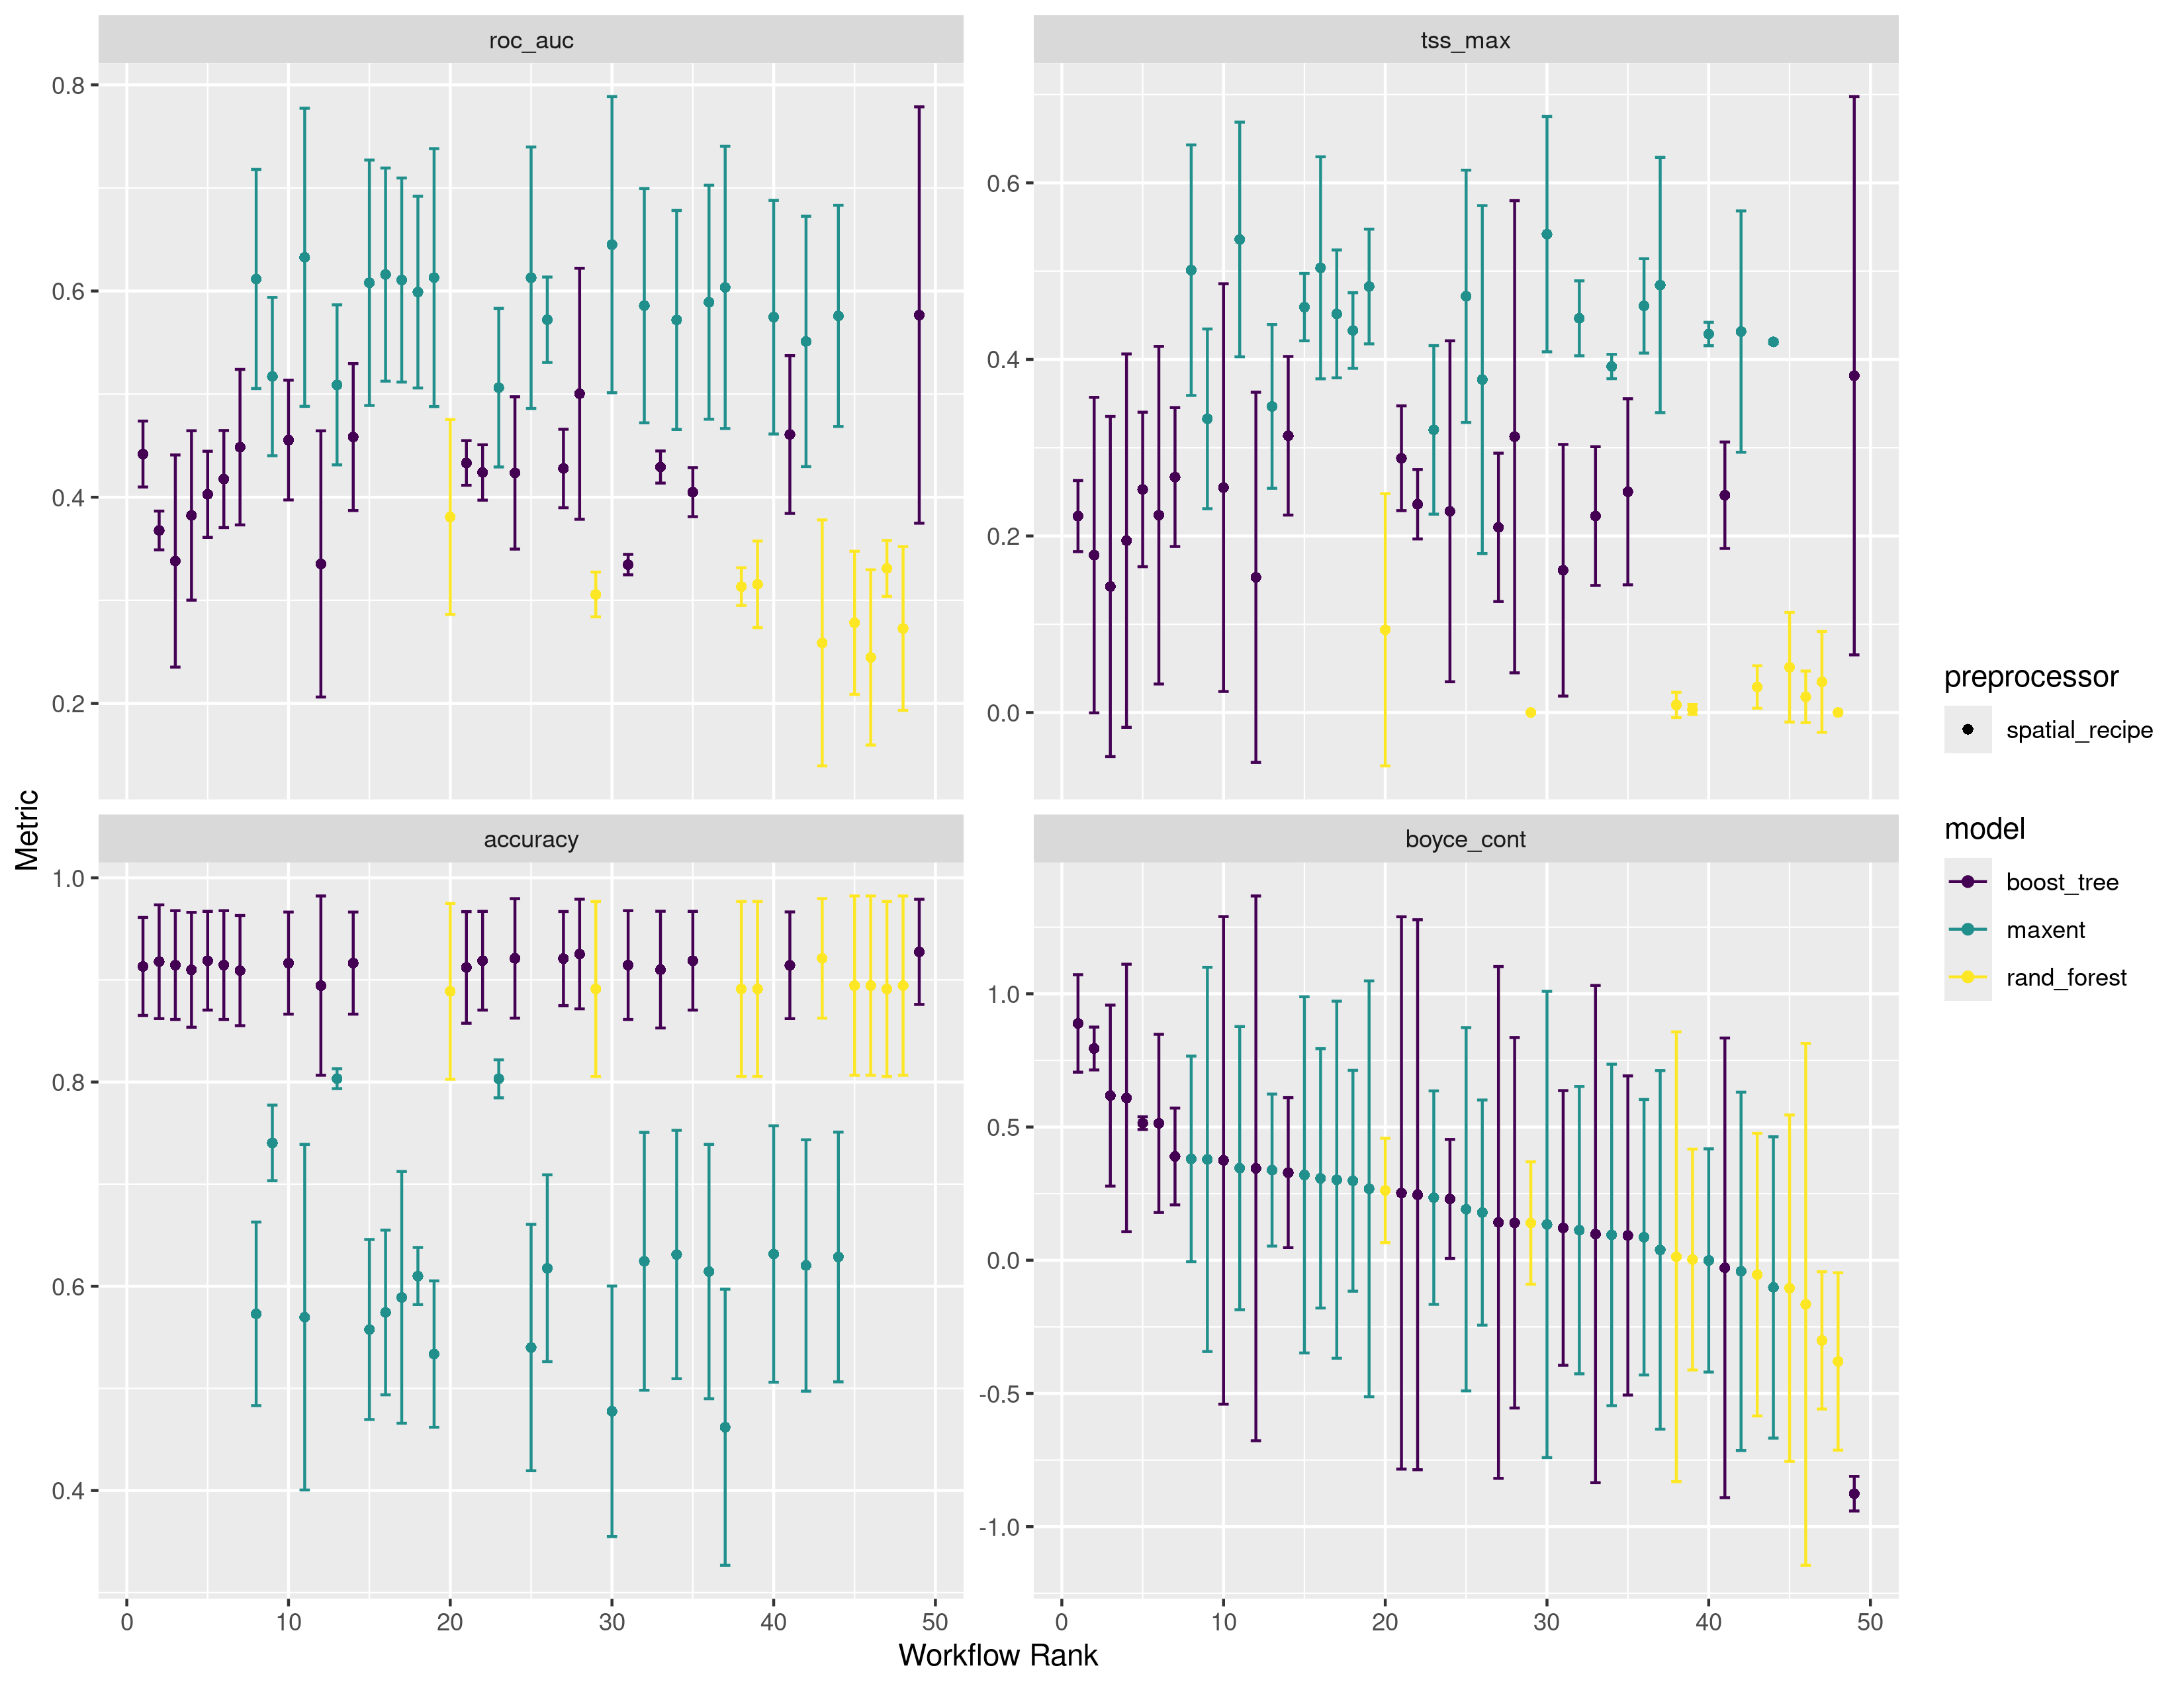 roc_auc
tss_max
0.8
0.6
0.4
0.2
0.6
0.4
0.2
0.0
accuracy
boyce_cont
1.0
0.8
0.6
0.4
1.0
0.5
0.0
-0.5
-1.0
0 10 20 30 40 50
0 10 20 30 40 50
Workflow Rank
Metric
preprocessor
spatial_recipe
model
boost_tree
maxent
rand_forest